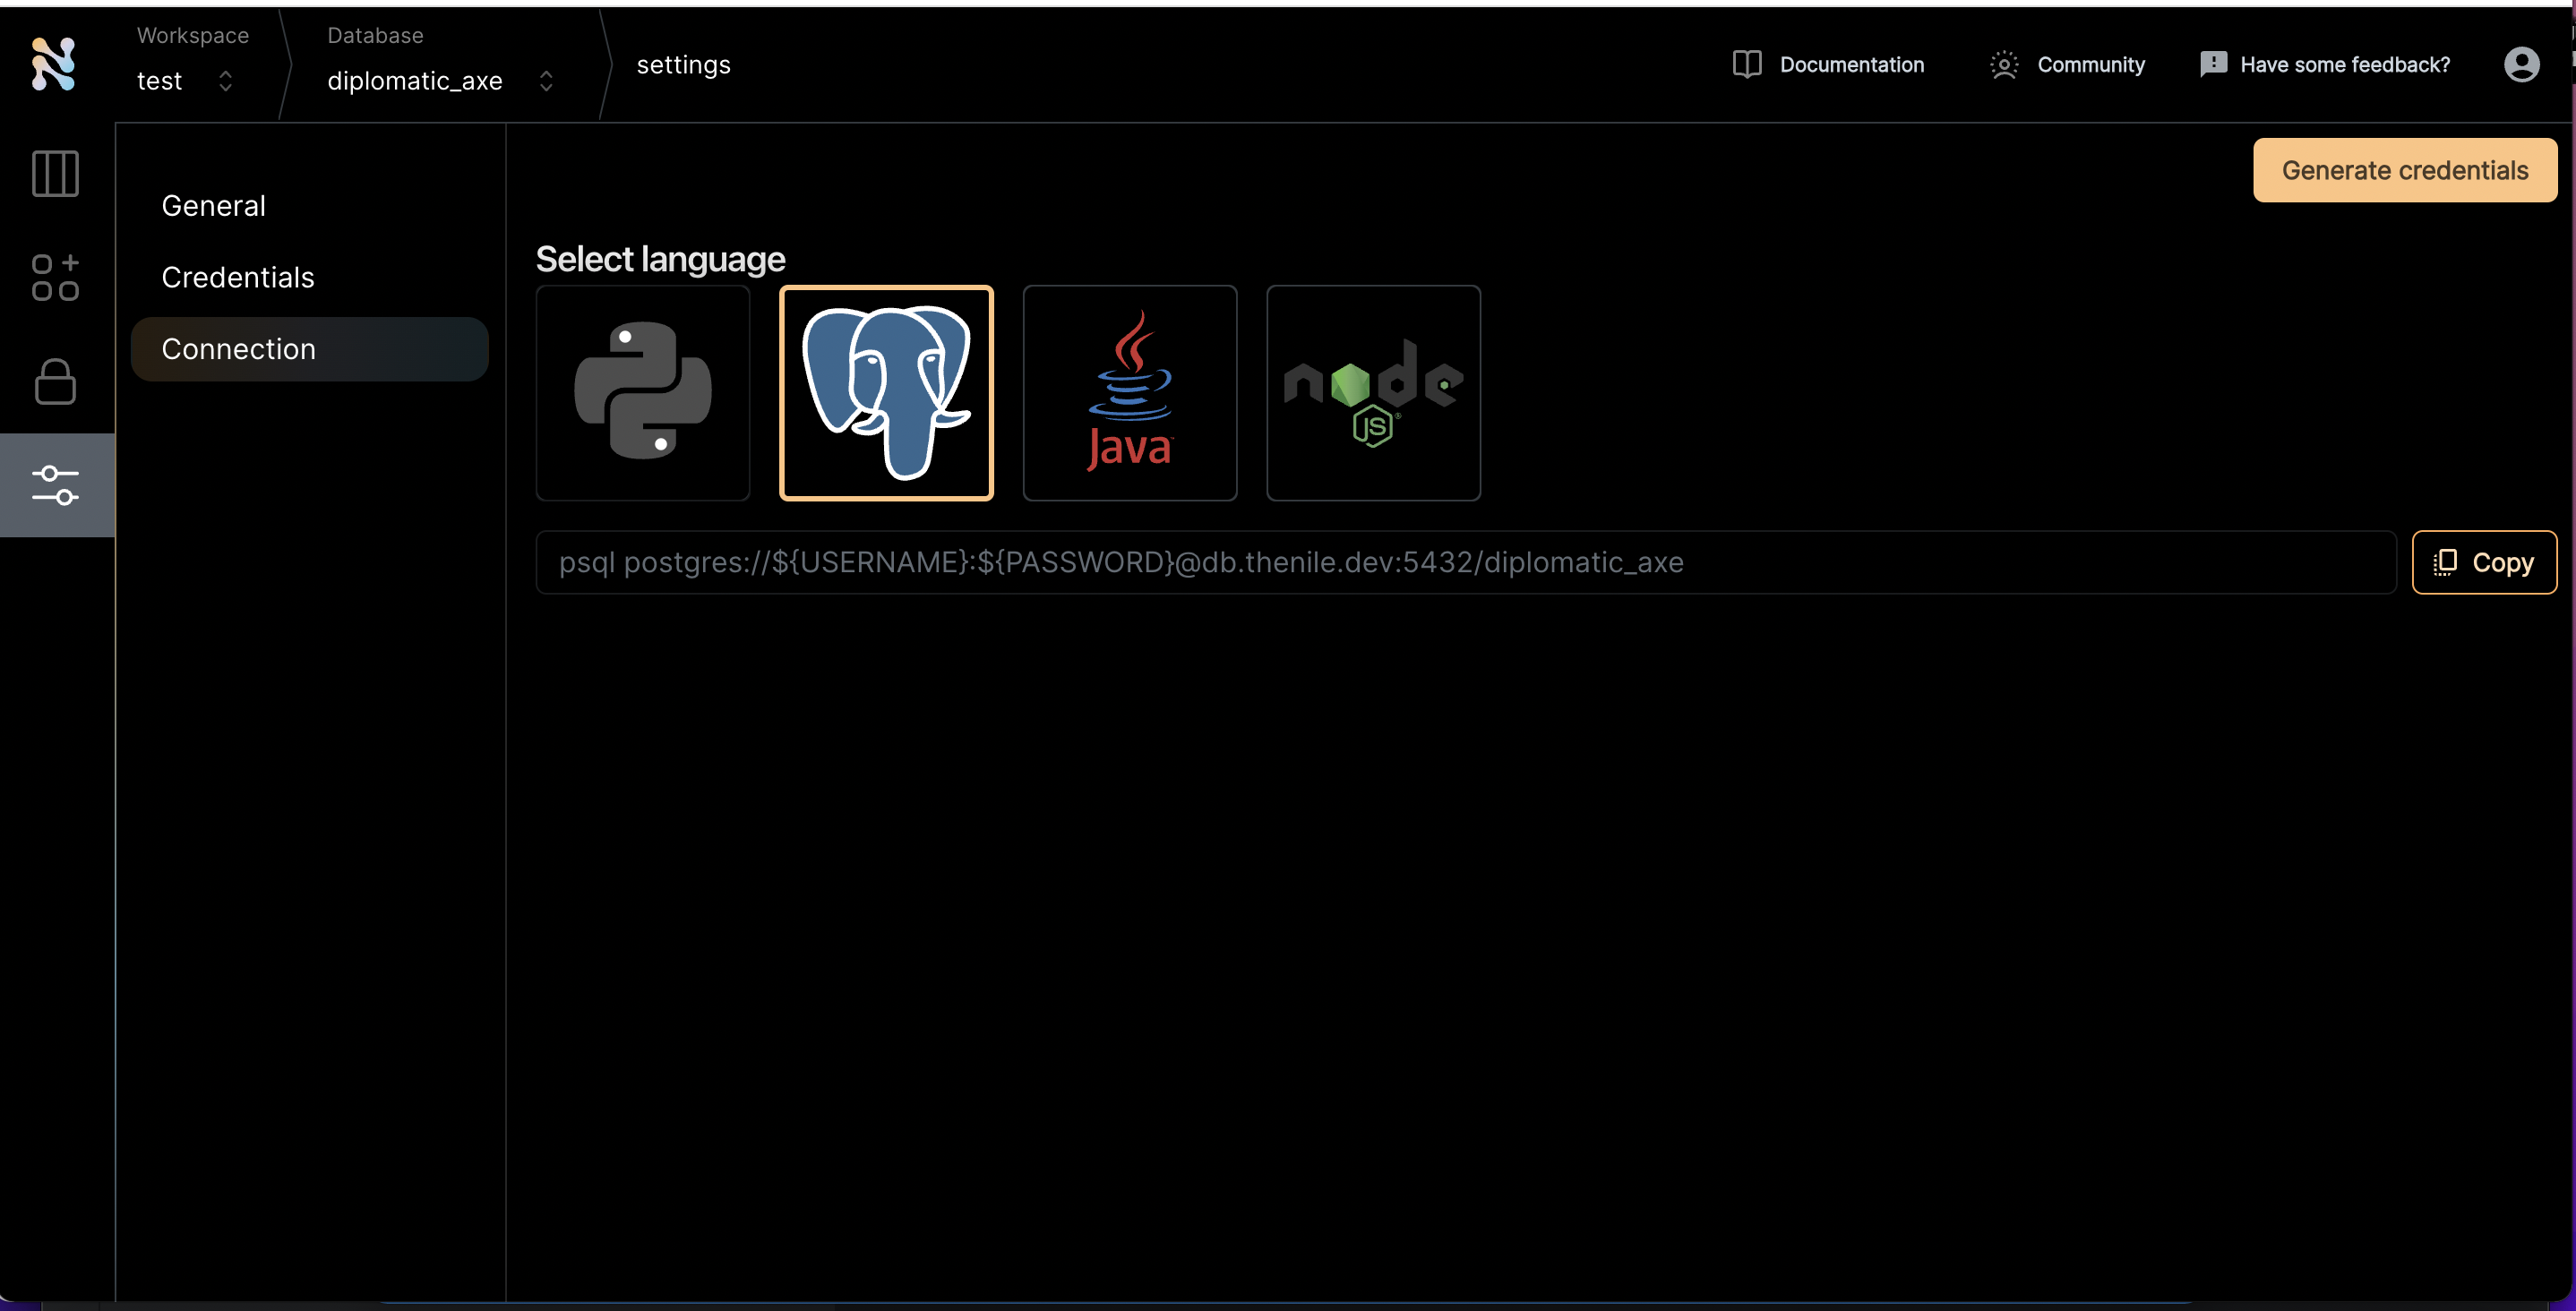 Workspace
test
Database
diplomatic_axe
settings
Documentation
Community
Have some feedback?
Generate credentials
General
Credentials
Connection
Select language
Java
node
JS
psql postgres://${USERNAME}:${PASSWORD}@db.thenile.dev:5432/diplomatic_axe
Copy